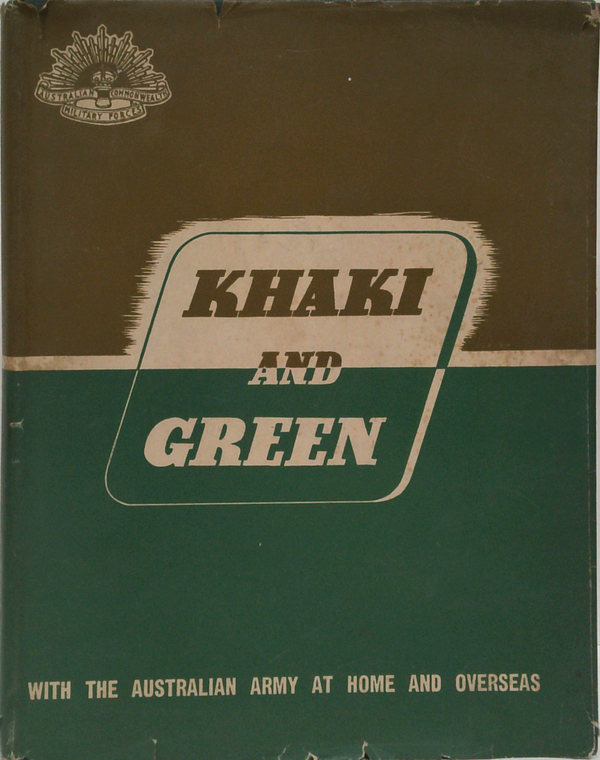 AUSTRALIAN COMMONWEALTH
MILITARY FORCES
KHAKI
AND
GREEN
WITH THE AUSTRALIAN ARMY AT HOME AND OVERSEAS